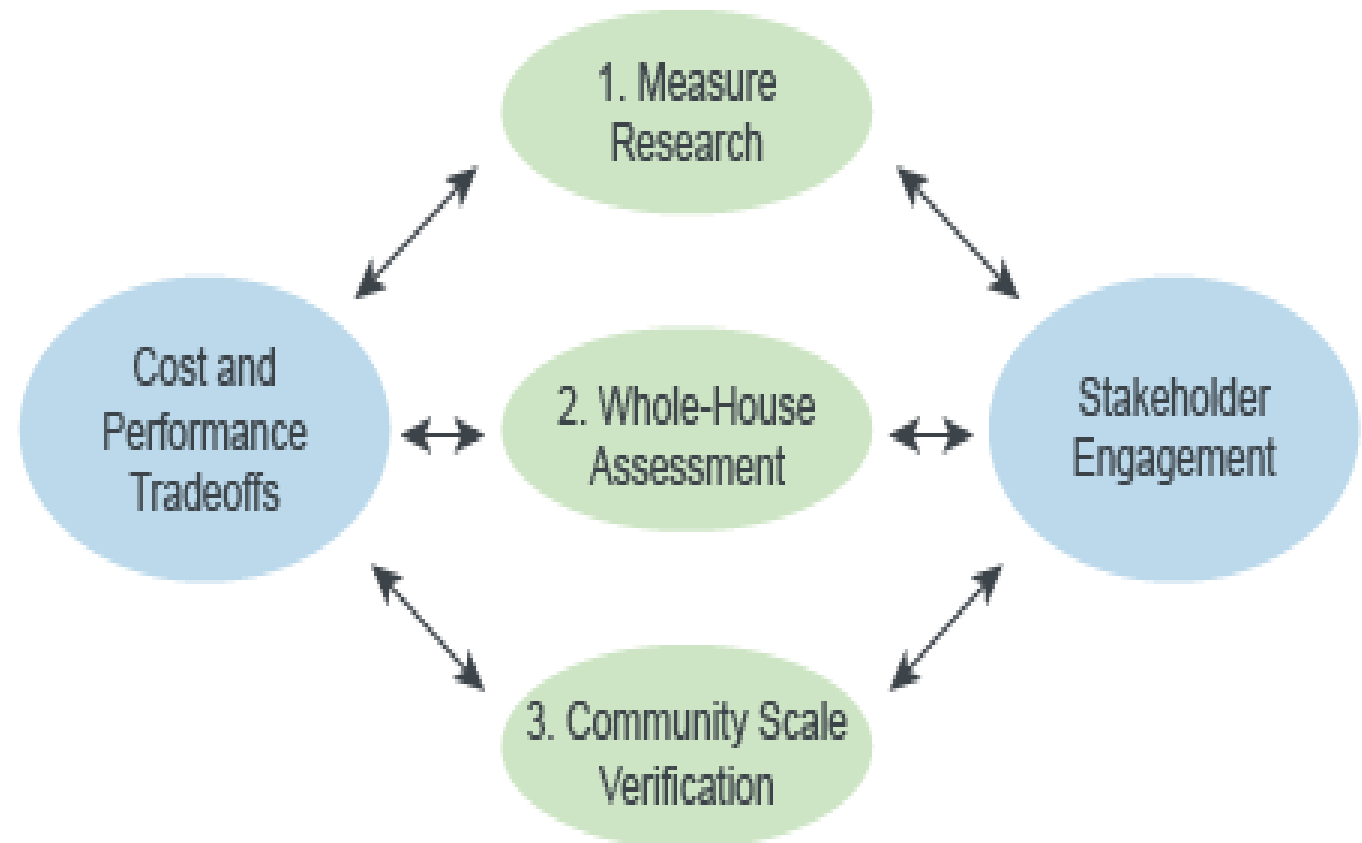 1. Measure
Research
Cost and
Performance
Tradeoffs
2. Whole-House
Assessment
Stakeholder
Engagement
3. Community Scale
Verification